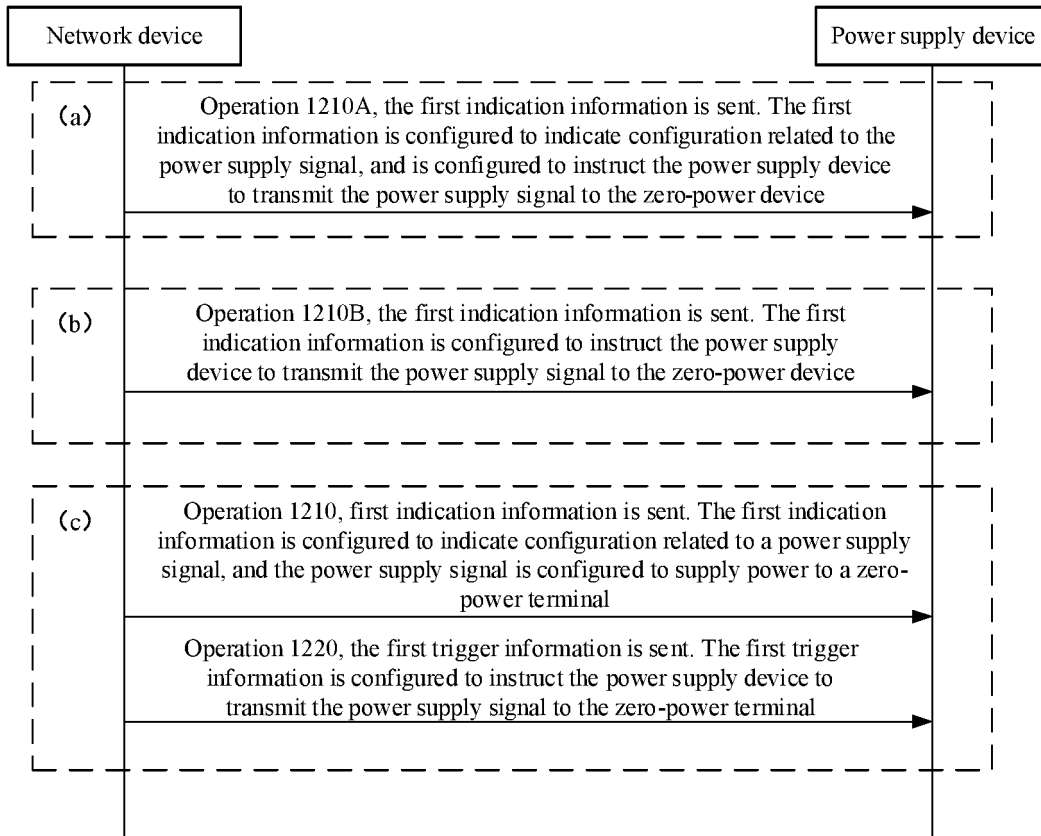 Network device
Power supply device
(a)
Operation 1210A, the first indication information is sent. The first
indication information is configured to indicate configuration related to the
power supply signal, and is configured to instruct the power supply device
to transmit the power supply signal to the zero-power device
(b)
Operation 1210B, the first indication information is sent. The first
indication information is configured to instruct the power supply
device to transmit the power supply signal to the zero-power device
(c)
Operation 1210, first indication information is sent. The first indication
information is configured to indicate configuration related to a power supply
signal, and the power supply signal is configured to supply power to a zero-
power terminal
Operation 1220, the first trigger information is sent. The first trigger
information is configured to instruct the power supply device to
transmit the power supply signal to the zero-power terminal